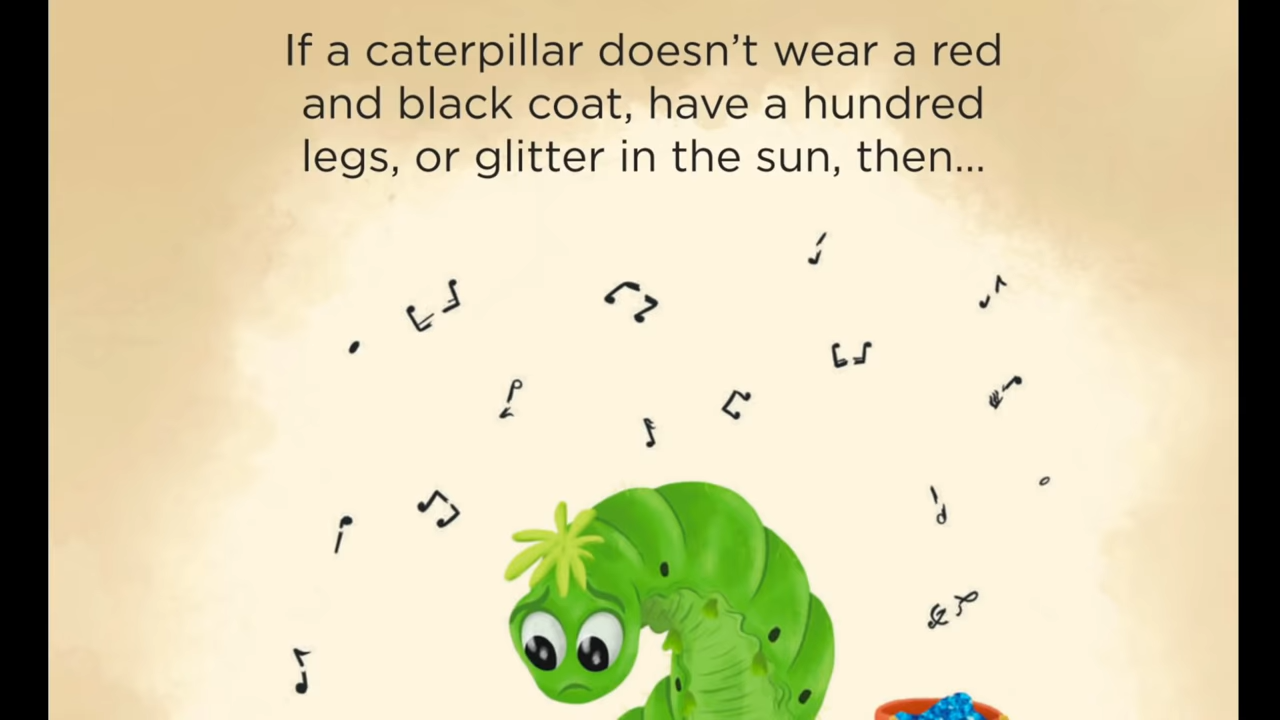 If a caterpillar doesn’t wear a red
and black coat, have a hundred
legs, or glitter in the sun, then...